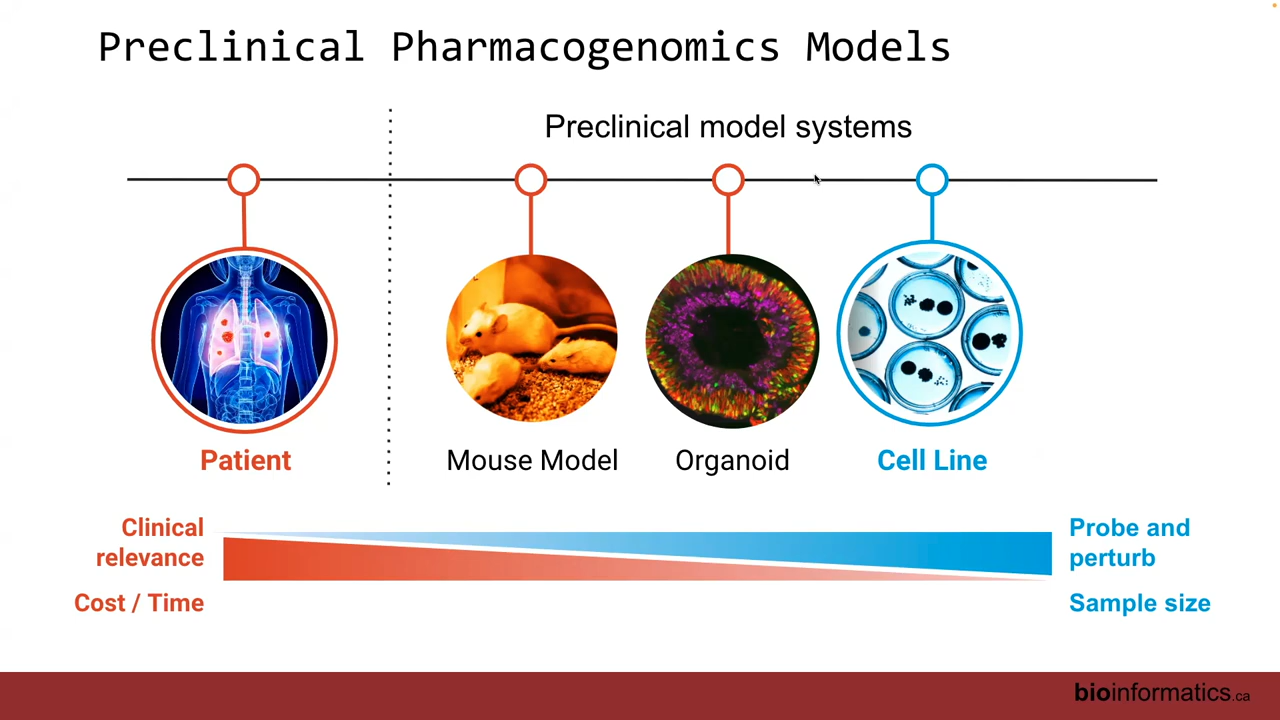 Preclinical Pharmacogenomics Models
Preclinical model systems
Patient
Mouse Model
Organoid
Cell Line
Clinical
relevance
Cost / Time
Probe and
perturb
Sample size
bioinformatics.ca